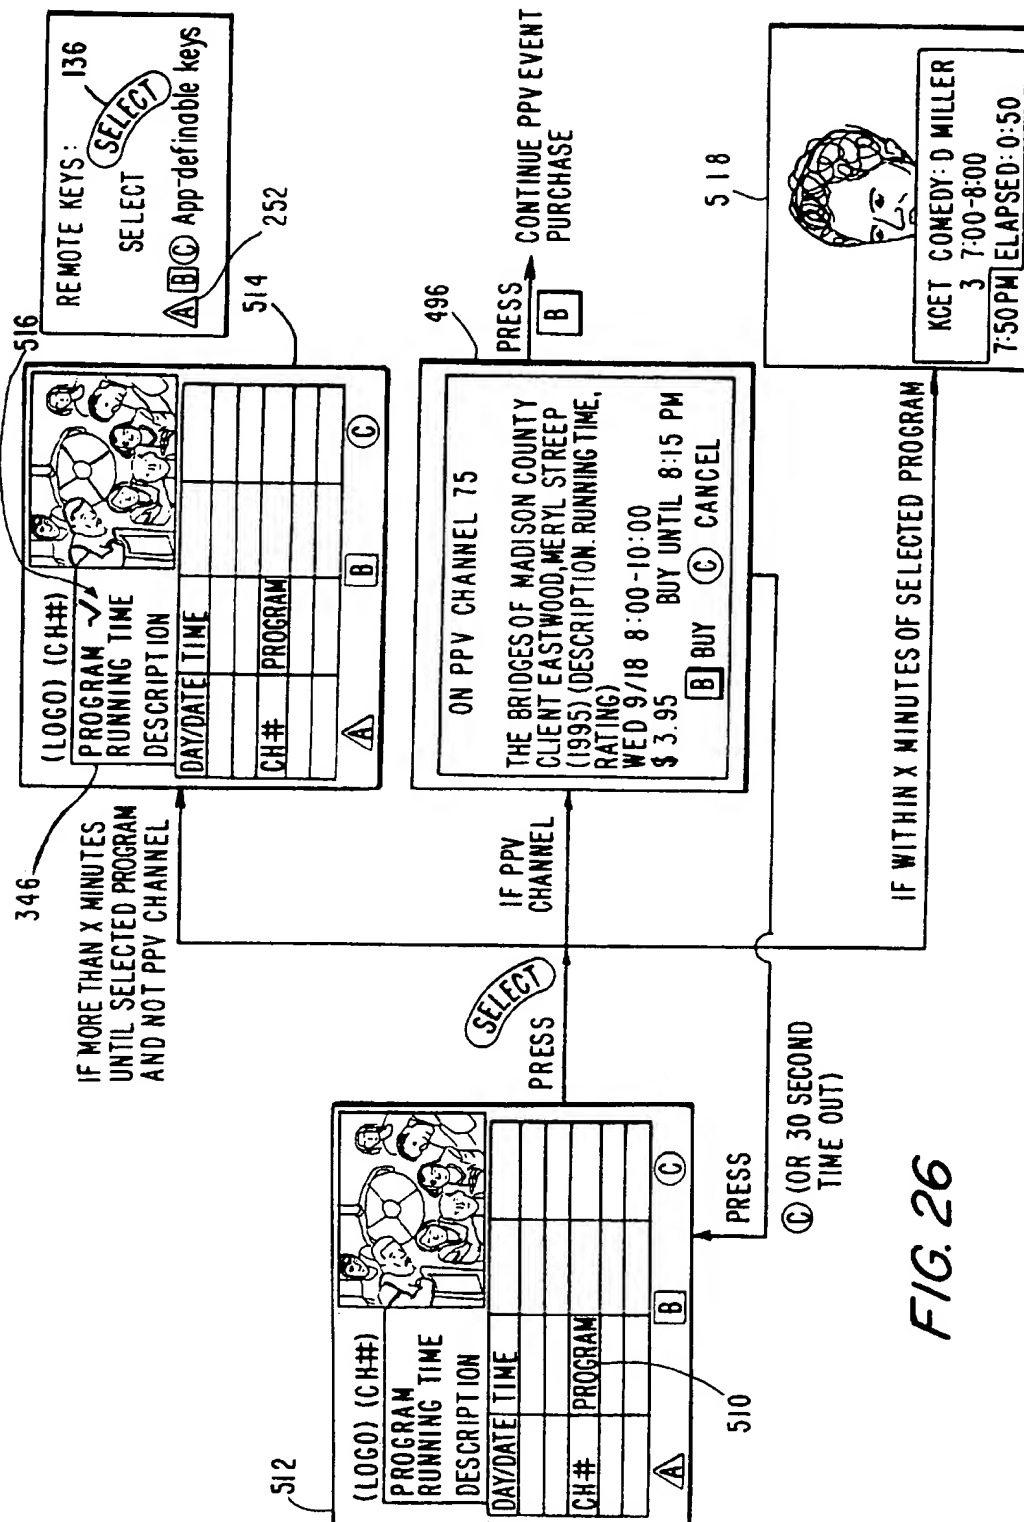 REMOTE KEYS:
136
SELECT
SELECT
A B C App-definable keys
252
516
514
(LOGO) (CH#)
PROGRAM ✓
RUNNING TIME
DESCRIPTION
DAY/DATE TIME
CH# PROGRAM
A B C
346
IF MORE THAN X MINUTES
UNTIL SELECTED PROGRAM
AND NOT PPV CHANNEL
512
(LOGO) (CH#)
PROGRAM
RUNNING TIME
DESCRIPTION
DAY/DATE TIME
CH# PROGRAM
A B C
510
PRESS
SELECT
IF PPV
CHANNEL
496
ON PPV CHANNEL 75
THE BRIDGES OF MADISON COUNTY
CLIENT EASTWOOD, MERYL STREEP
(1995) (DESCRIPTION. RUNNING TIME,
RATING)
WED 9/18 8:00-10:00
$ 3.95 BUY UNTIL 8:15 PM
B BUY C CANCEL
PRESS
B
CONTINUE PPV EVENT
PURCHASE
PRESS
C (OR 30 SECOND
TIME OUT)
IF WITHIN X MINUTES OF SELECTED PROGRAM
518
KCET COMEDY: D MILLER
3 7:00-8:00
7:50PM ELAPSED: 0:50
FIG. 26